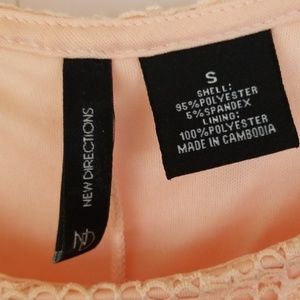 NEW DIRECTIONS
ND
S
SHELL:
95%POLYESTER
5%SPANDEX
LINING:
100%POLYESTER
MADE IN CAMBODIA